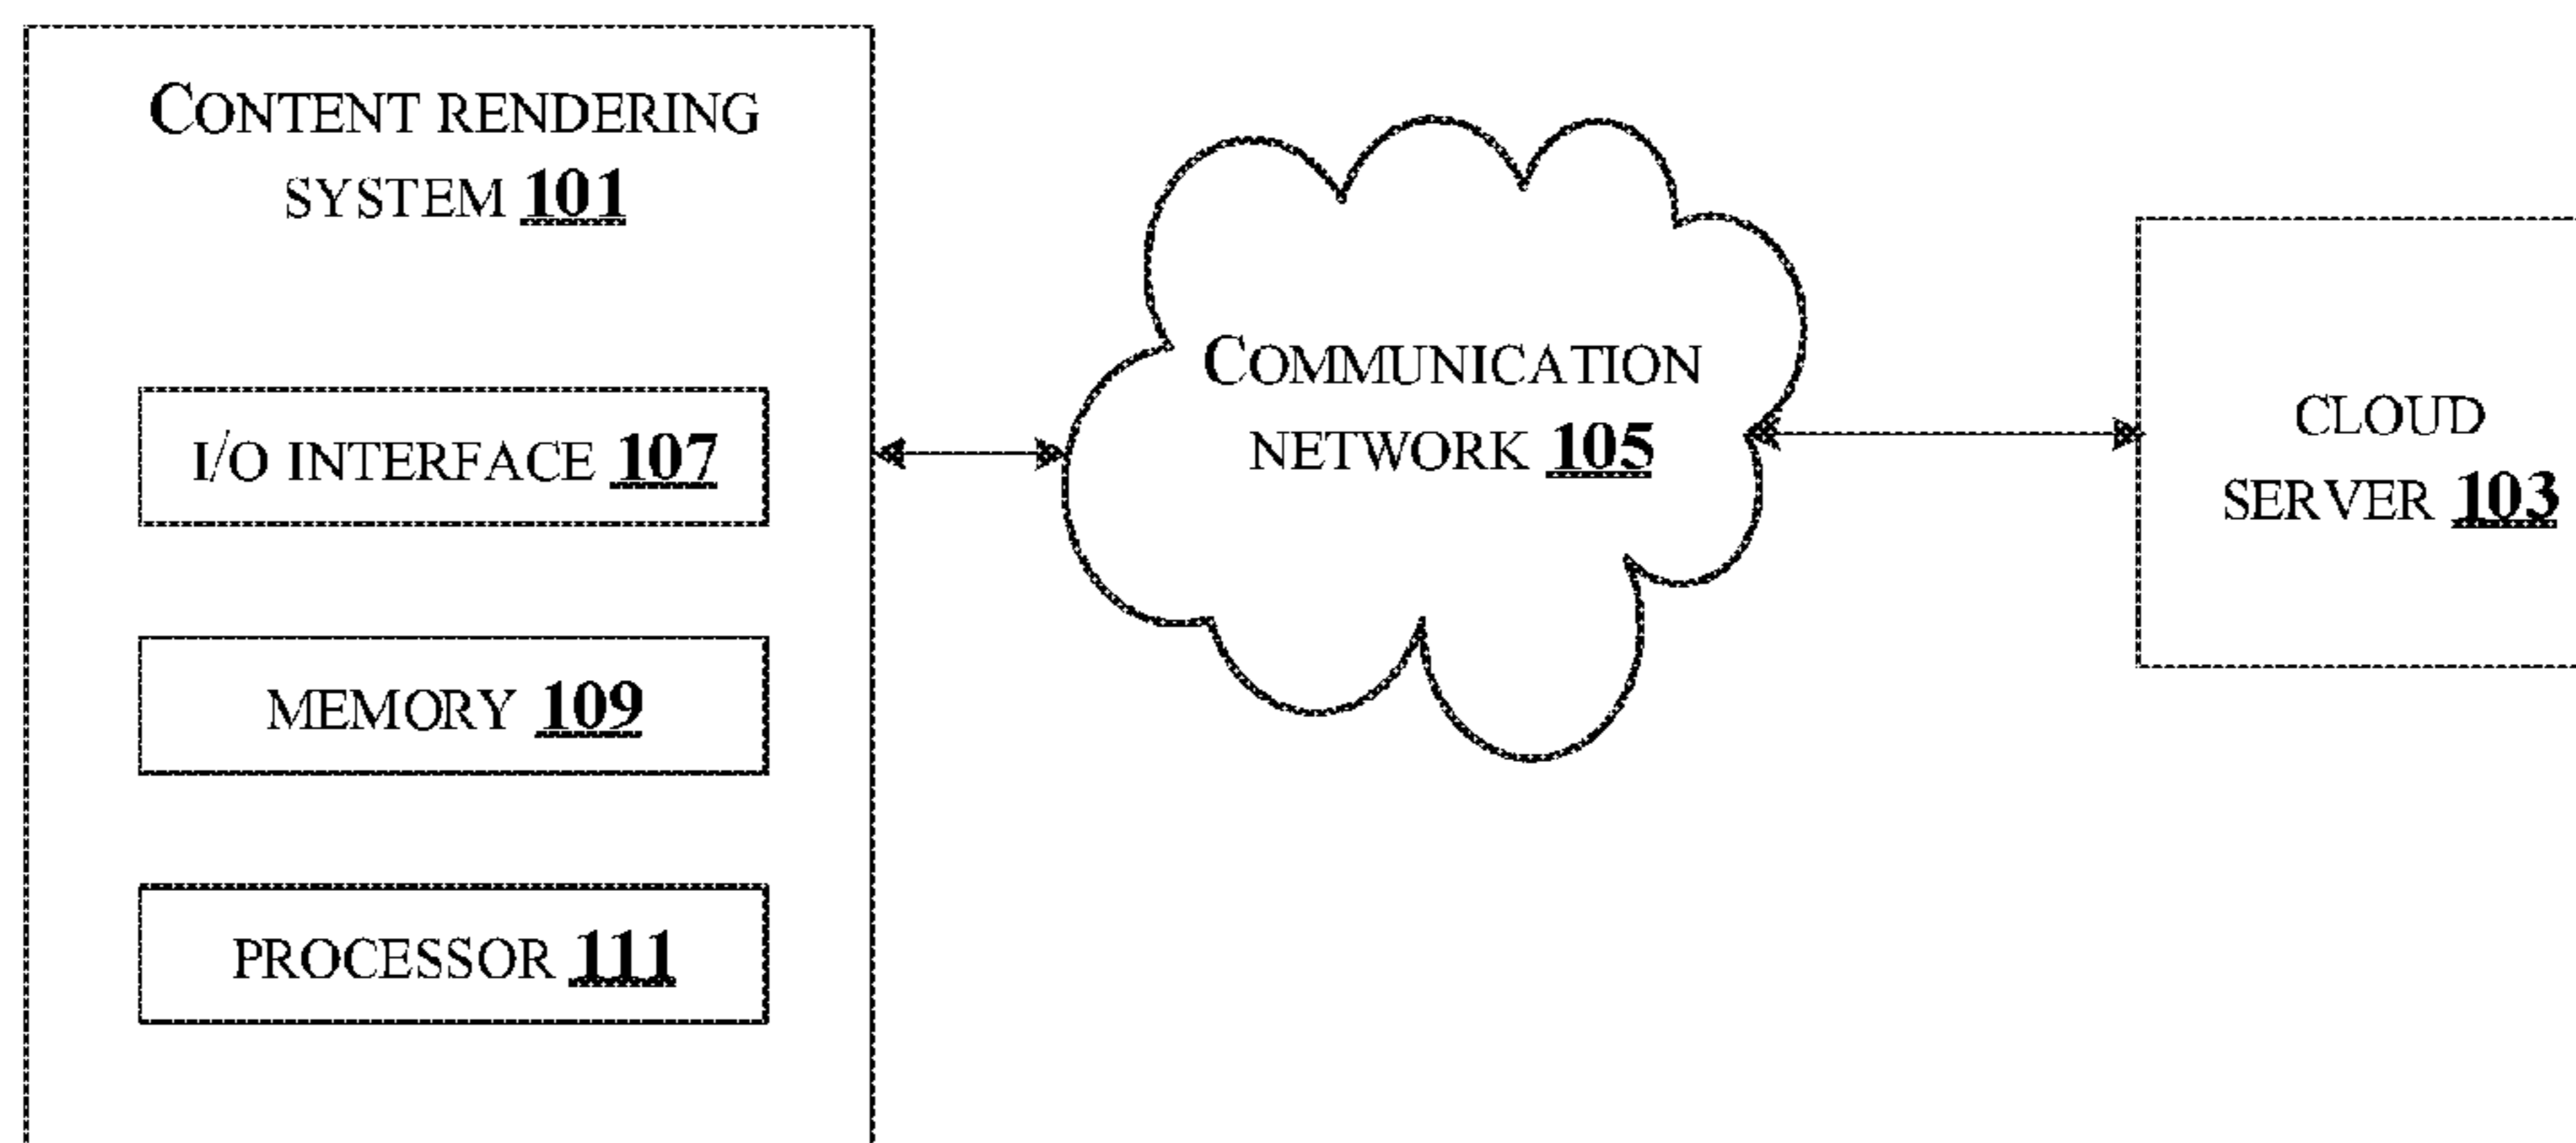 CONTENT RENDERING
SYSTEM 101
I/O INTERFACE 107
MEMORY 109
PROCESSOR 111
COMMUNICATION
NETWORK 105
CLOUD
SERVER 103